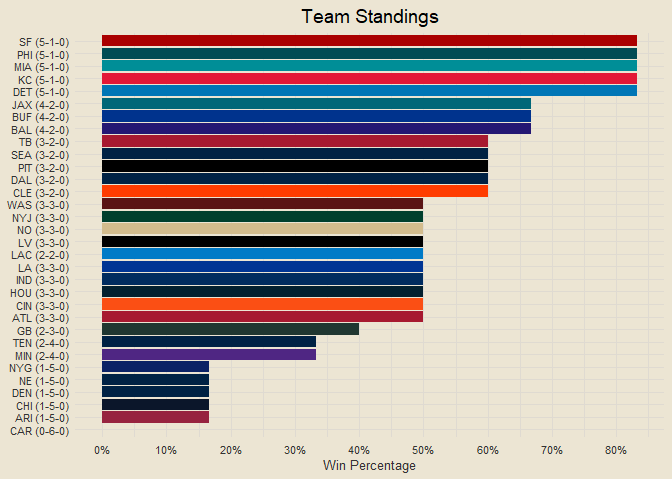 Team Standings
SF (5-1-0)
PHI (5-1-0)
MIA (5-1-0)
KC (5-1-0)
DET (5-1-0)
JAX (4-2-0)
BUF (4-2-0)
BAL (4-2-0)
TB (3-2-0)
SEA (3-2-0)
PIT (3-2-0)
DAL (3-2-0)
CLE (3-2-0)
WAS (3-3-0)
NYJ (3-3-0)
NO (3-3-0)
LV (3-3-0)
LAC (2-2-0)
LA (3-3-0)
IND (3-3-0)
HOU (3-3-0)
CIN (3-3-0)
ATL (3-3-0)
GB (2-3-0)
TEN (2-4-0)
MIN (2-4-0)
NYG (1-5-0)
NE (1-5-0)
DEN (1-5-0)
CHI (1-5-0)
ARI (1-5-0)
CAR (0-6-0)
0% 10% 20% 30% 40% 50% 60% 70% 80%
Win Percentage